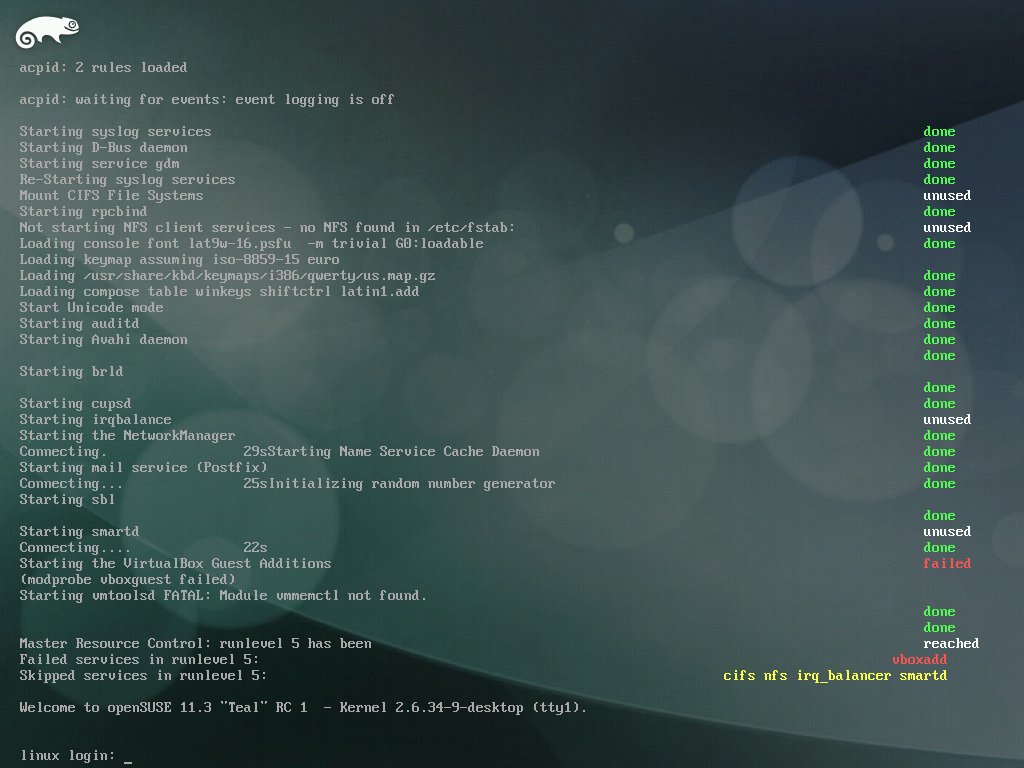 acpid: 2 rules loaded
acpid: waiting for events: event logging is off
Starting syslog services done
Starting D-Bus daemon done
Starting service gdm done
Re-Starting syslog services done
Mount CIFS File Systems unused
Starting rpcbind done
Not starting NFS client services - no NFS found in /etc/fstab: unused
Loading console font lat9w-16.psfu  -m trivial G0:loadable done
Loading keymap assuming iso-8859-15 euro
Loading /usr/share/kbd/keymaps/i386/qwerty/us.map.gz done
Loading compose table winkeys shiftctrl latin1.add done
Start Unicode mode done
Starting auditd done
Starting Avahi daemon done
done
Starting brld
done
Starting cupsd done
Starting irqbalance unused
Starting the NetworkManager done
Connecting. 29sStarting Name Service Cache Daemon done
Starting mail service (Postfix) done
Connecting... 25sInitializing random number generator done
Starting sbl
done
Starting smartd unused
Connecting.... 22s done
Starting the VirtualBox Guest Additions failed
(modprobe vboxguest failed)
Starting vmtoolsd FATAL: Module vmmemctl not found.
done
done
Master Resource Control: runlevel 5 has been reached
Failed services in runlevel 5: vboxadd
Skipped services in runlevel 5: cifs nfs irq_balancer smartd
Welcome to openSUSE 11.3 "Teal" RC 1  - Kernel 2.6.34-9-desktop (tty1).
linux login: _